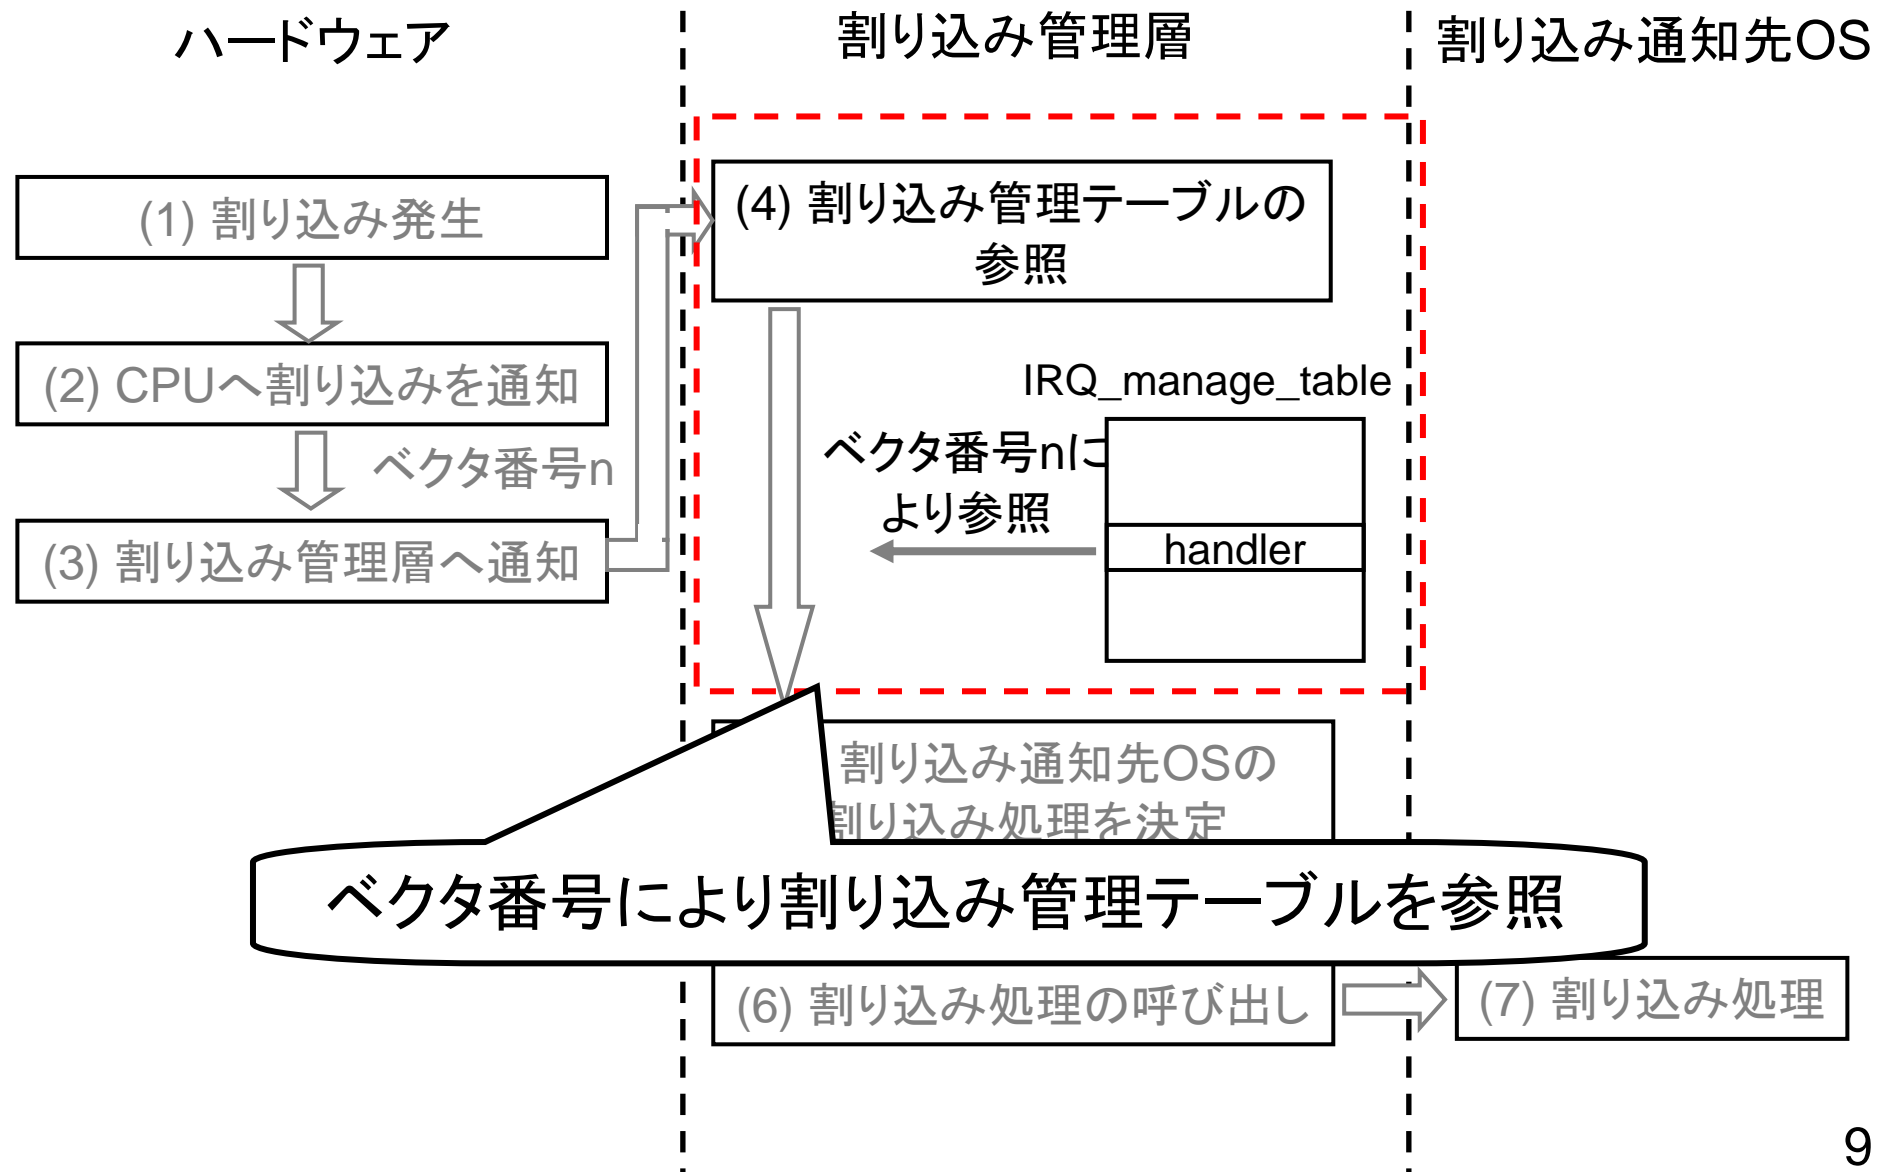 ハードウェア
割り込み管理層
割り込み通知先OS
(1) 割り込み発生
(2) CPUへ割り込みを通知
ベクタ番号n
(3) 割り込み管理層へ通知
(4) 割り込み管理テーブルの
参照
IRQ_manage_table
ベクタ番号nに
より参照
handler
割り込み通知先OSの
割り込み処理を決定
ベクタ番号により割り込み管理テーブルを参照
(6) 割り込み処理の呼び出し
(7) 割り込み処理
9